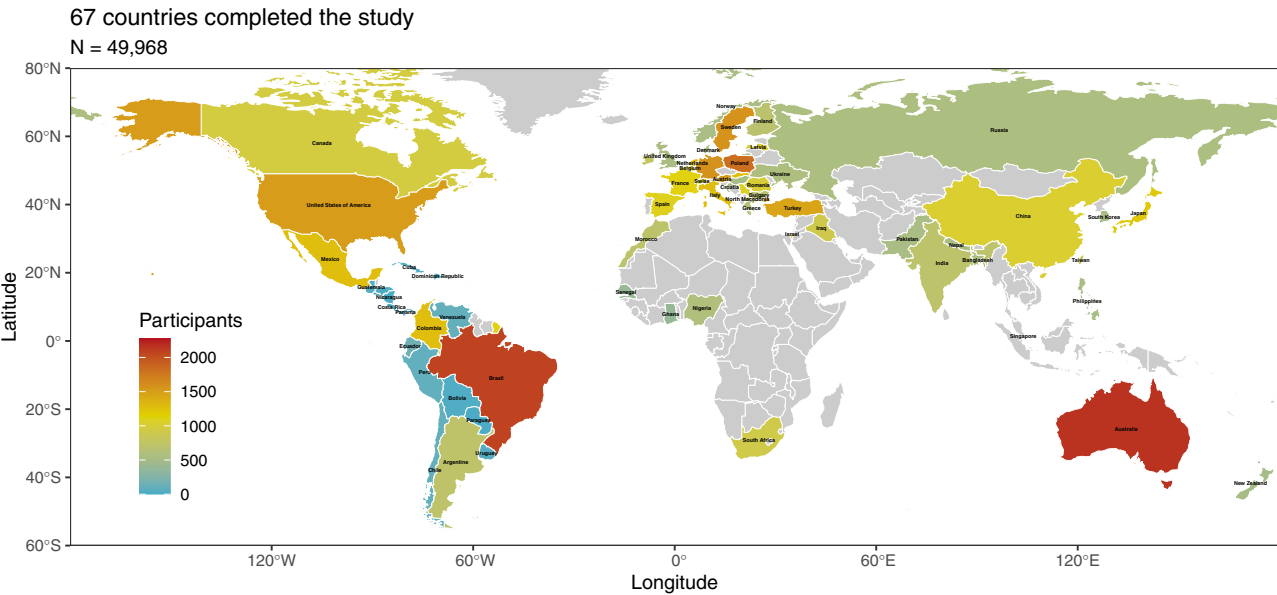 67 countries completed the study
N = 49,968
80°N
60°N
40°N
20°N
0°
20°S
40°S
60°S
Latitude
120°W
60°W
0°
60°E
120°E
Longitude
Participants
2000
1500
1000
500
0
Canada
United States of America
Mexico
Cuba
Dominican Republic
Guatemala
Nicaragua
Costa Rica
Panama
Venezuela
Colombia
Ecuador
Peru
Brasil
Bolivia
Paraguay
Uruguay
Argentine
Chile
Norway
Sweden
Finland
Russia
Denmark
Latvia
United Kingdom
Netherlands
Belgium
Poland
Ukraine
France
Swiss
Austria
Croatia
Romania
Italy
Bulgary
North Macedonia
Spain
Greece
Turkey
Morocco
Israel
Iraq
Senegal
Ghana
Nigeria
South Africa
Pakistan
Nepal
India
Bangladesh
China
South Korea
Japan
Taiwan
Philippines
Singapore
Australia
New Zealand